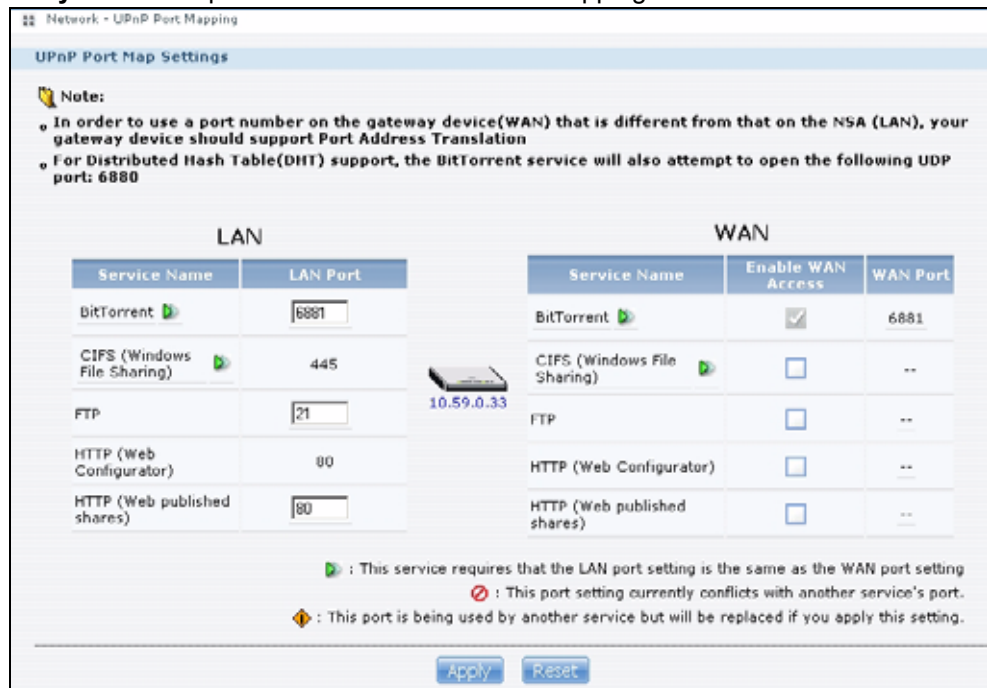 Network - UPnP Port Mapping
UPnP Port Map Settings
Note:
In order to use a port number on the gateway device(WAN) that is different from that on the NSA (LAN), your
gateway device should support Port Address Translation
For Distributed Hash Table(DHT) support, the BitTorrent service will also attempt to open the following UDP
port: 6880
LAN
Service Name LAN Port
BitTorrent 6881
CIFS (Windows
File Sharing) 445
FTP 21
HTTP (Web
Configurator) 80
HTTP (Web published
shares) 80
10.59.0.33
WAN
Service Name Enable WAN
Access WAN Port
BitTorrent 6881
CIFS (Windows File
Sharing) --
FTP --
HTTP (Web Configurator) --
HTTP (Web published
shares) --
: This service requires that the LAN port setting is the same as the WAN port setting
: This port setting currently conflicts with another service's port.
: This port is being used by another service but will be replaced if you apply this setting.
Apply Reset